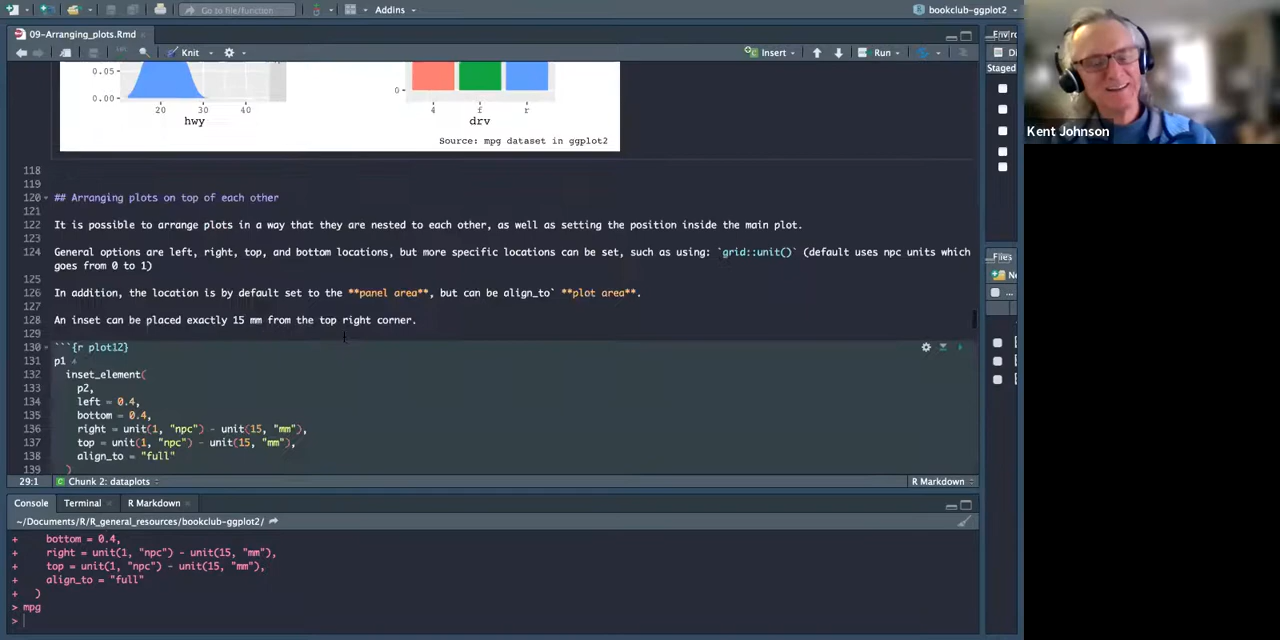 Go to file/function
Addins
bookclub-ggplot2
09-Arranging_plots.Rmd
Knit
Insert
Run
Envi
Di
Staged
Kent Johnson
0.05
0.00
20 30 40
hwy
0
4 f r
drv
Source: mpg dataset in ggplot2
118
119
120 ## Arranging plots on top of each other
121
122 It is possible to arrange plots in a way that they are nested to each other, as well as setting the position inside the main plot.
123
124 General options are left, right, top, and bottom locations, but more specific locations can be set, such as using: `grid::unit()` (default uses npc units which
goes from 0 to 1)
125
126 In addition, the location is by default set to the **panel area**, but can be align_to` **plot area**.
127
128 An inset can be placed exactly 15 mm from the top right corner.
129
130 ```{r plot12}
131 p1 +
132 inset_element(
133 p2,
134 left = 0.4,
135 bottom = 0.4,
136 right = unit(1, "npc") - unit(15, "mm"),
137 top = unit(1, "npc") - unit(15, "mm"),
138 align_to = "full"
139 )
29:1 Chunk 2: dataplots R Markdown
Files
Ne
...
Console Terminal R Markdown
~/Documents/R/R_general_resources/bookclub-ggplot2/
+ bottom = 0.4,
+ right = unit(1, "npc") - unit(15, "mm"),
+ top = unit(1, "npc") - unit(15, "mm"),
+ align_to = "full"
+ )
> mpg
>